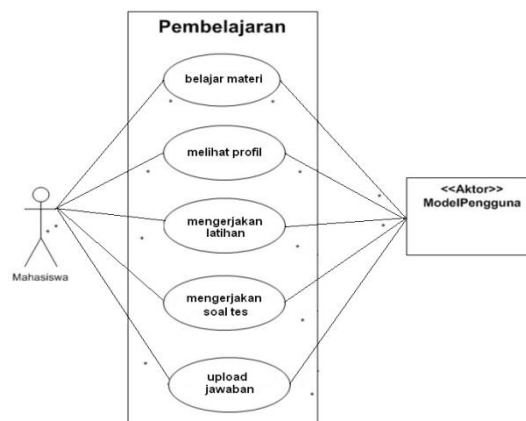 Pembelajaran
belajar materi
melihat profil
mengerjakan
latihan
mengerjakan
soal tes
upload
jawaban
Mahasiswa
<<Aktor>>
ModelPengguna